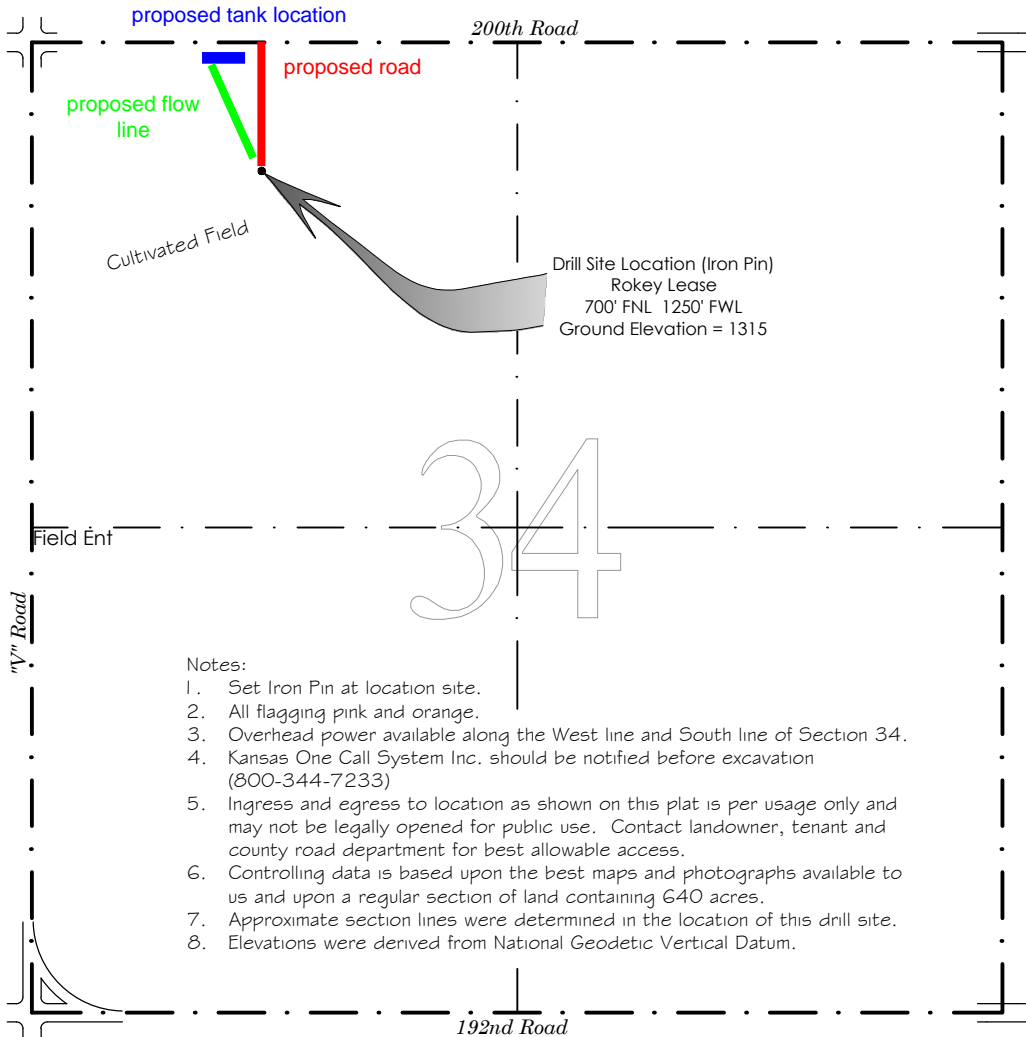 proposed tank location
200th Road
proposed road
proposed flow
line
Cultivated Field
Drill Site Location (Iron Pin)
Rokey Lease
700' FNL 1250' FWL
Ground Elevation = 1315
34
Field Ent
"V" Road
Notes:
1. Set Iron Pin at location site.
2. All flagging pink and orange.
3. Overhead power available along the West line and South line of Section 34.
4. Kansas One Call System Inc. should be notified before excavation
(800-344-7233)
5. Ingress and egress to location as shown on this plat is per usage only and
may not be legally opened for public use. Contact landowner, tenant and
county road department for best allowable access.
6. Controlling data is based upon the best maps and photographs available to
us and upon a regular section of land containing 640 acres.
7. Approximate section lines were determined in the location of this drill site.
8. Elevations were derived from National Geodetic Vertical Datum.
192nd Road